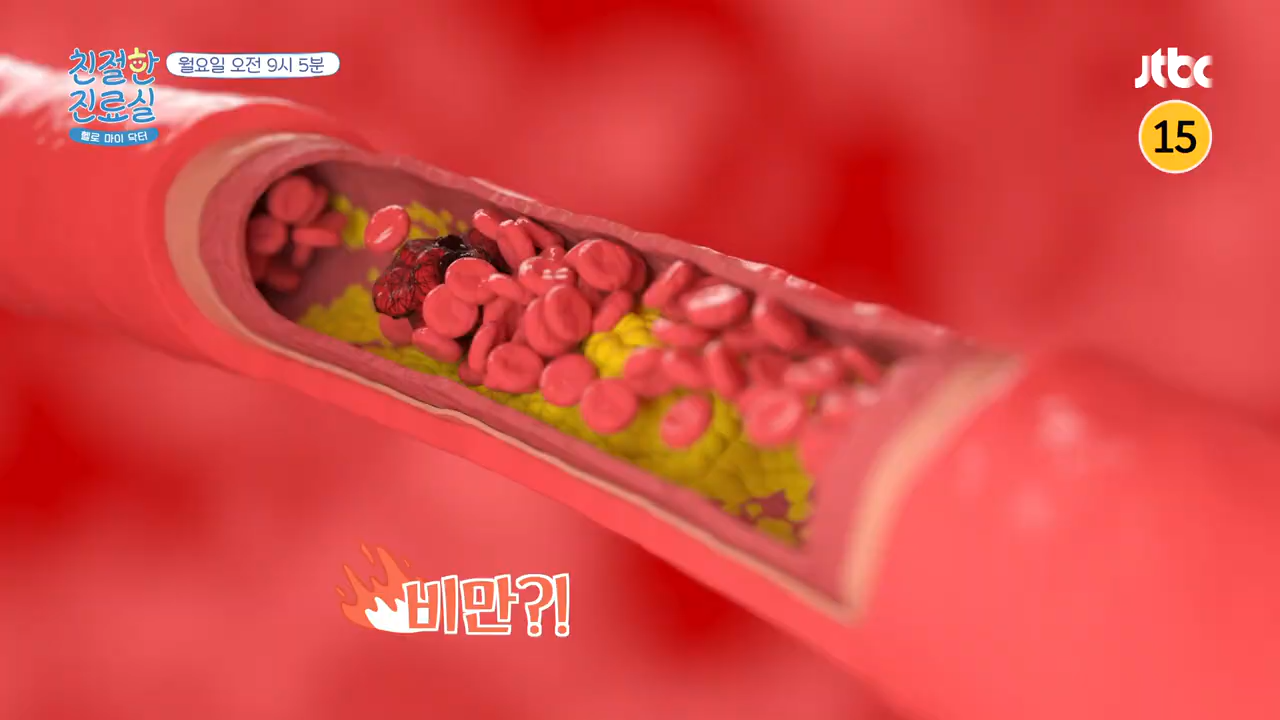 친절한
진료실
헬로 마이 닥터
월요일 오전 9시 5분
jtbc
15
비만?!